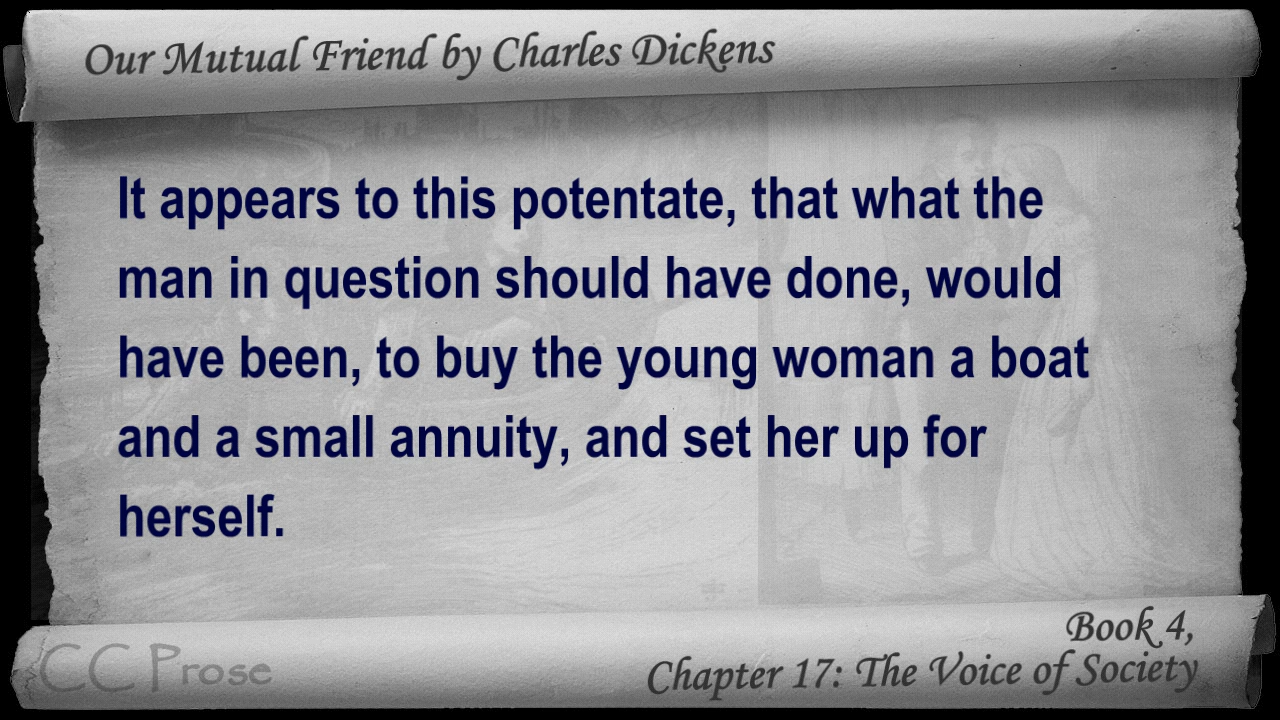 Our Mutual Friend by Charles Dickens
It appears to this potentate, that what the
man in question should have done, would
have been, to buy the young woman a boat
and a small annuity, and set her up for
herself.
Book 4,
CC Prose
Chapter 17: The Voice of Society